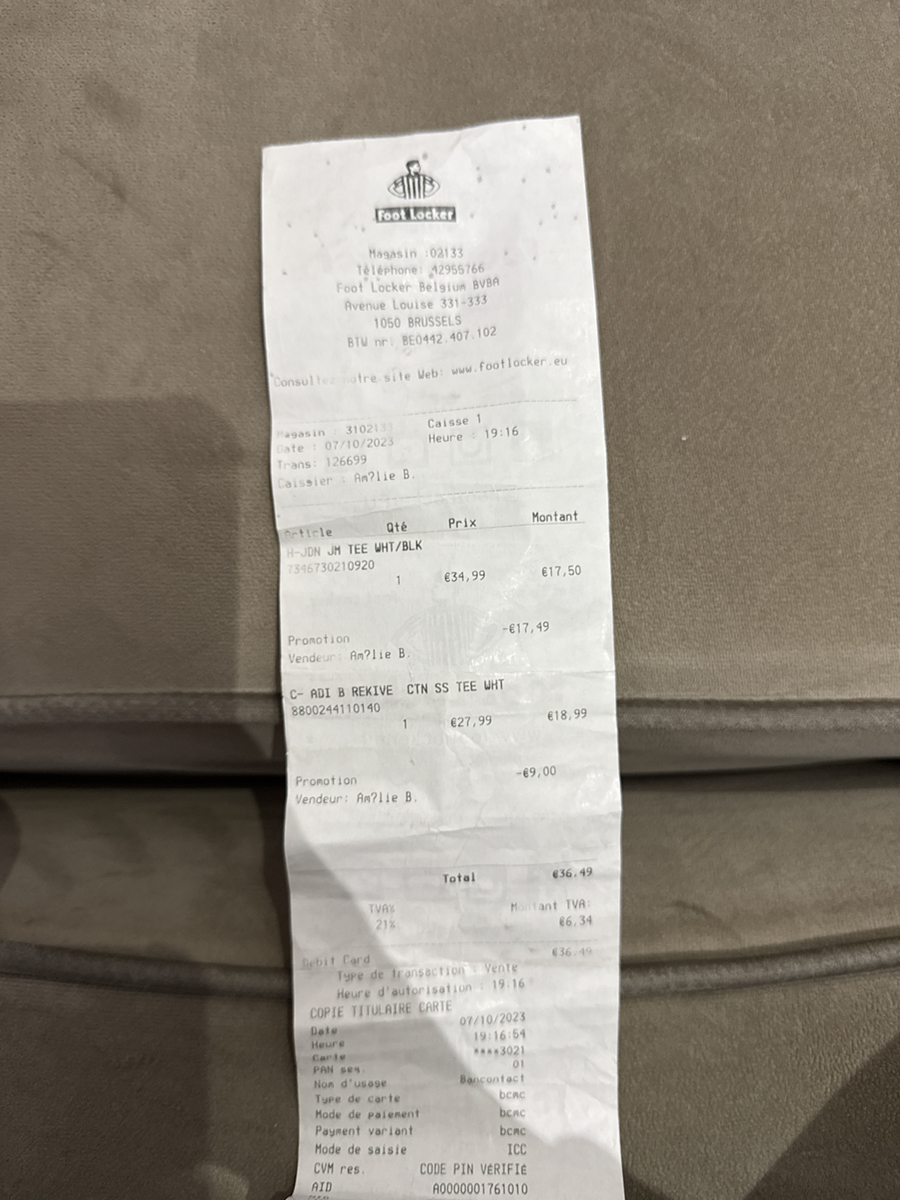 Foot Locker
Magasin :02133
Téléphone: 42955766
Foot Locker Belgium BVBA
Avenue Louise 331-333
1050 BRUSSELS
BTW nr: BE0442.407.102
Consultez notre site Web: www.footlocker.eu
Magasin : 3102133 Caisse 1
Date : 07/10/2023 Heure : 19:16
Trans: 126699
Caissier : Am?lie B.
Article Qté Prix Montant
H-JDN JM TEE WHT/BLK
7346730210920
1 €34,99 €17,50
Promotion -€17,49
Vendeur: Am?lie B.
C- ADI B REKIVE CTN SS TEE WHT
8800244110140
1 €27,99 €18,99
Promotion -€9,00
Vendeur: Am?lie B.
Total €36,49
TVA% Montant TVA:
21% €6,34
Debit Card €36,49
Type de transaction : Vente
Heure d'autorisation : 19:16
COPIE TITULAIRE CARTE
Date 07/10/2023
Heure 19:16:54
Carte ****3021
PAN seq. 01
Nom d'usage Bancontact
Type de carte bcmc
Mode de paiement bcmc
Payment variant bcmc
Mode de saisie ICC
CVM res. CODE PIN VéRIFIé
AID A0000001761010